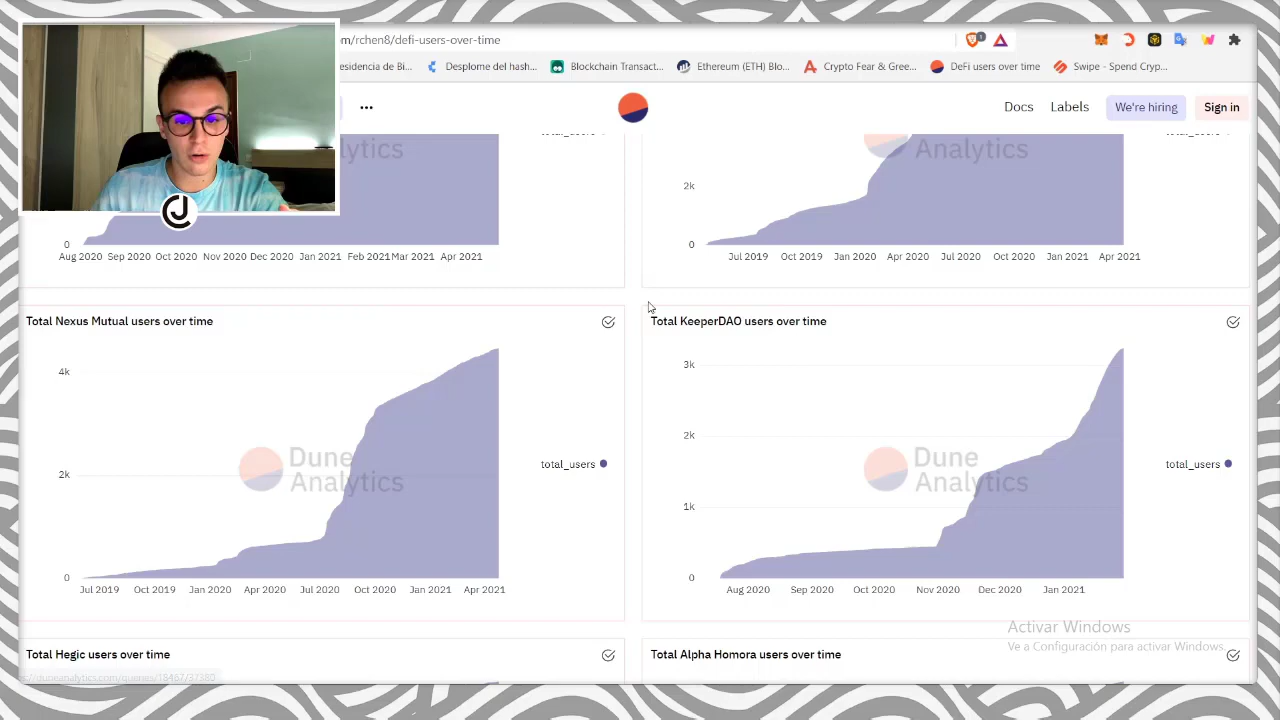 om/rchen8/defi-users-over-time
1
esidencia de Bi...
Desplome del hash...
Blockchain Transact...
Ethereum (ETH) Blo...
Crypto Fear & Gree...
DeFi users over time
Swipe - Spend Cryp...
Docs
Labels
We're hiring
Sign in
Analytics
0
Aug 2020 Sep 2020 Oct 2020 Nov 2020 Dec 2020 Jan 2021 Feb 2021 Mar 2021 Apr 2021
Analytics
2k
0
Jul 2019 Oct 2019 Jan 2020 Apr 2020 Jul 2020 Oct 2020 Jan 2021 Apr 2021
Total Nexus Mutual users over time
4k
2k
0
Dune
Analytics
total_users
Jul 2019 Oct 2019 Jan 2020 Apr 2020 Jul 2020 Oct 2020 Jan 2021 Apr 2021
Total KeeperDAO users over time
3k
2k
1k
0
Dune
Analytics
total_users
Aug 2020 Sep 2020 Oct 2020 Nov 2020 Dec 2020 Jan 2021
Activar Windows
Ve a Configuración para activar Windows.
Total Hegic users over time
Total Alpha Homora users over time